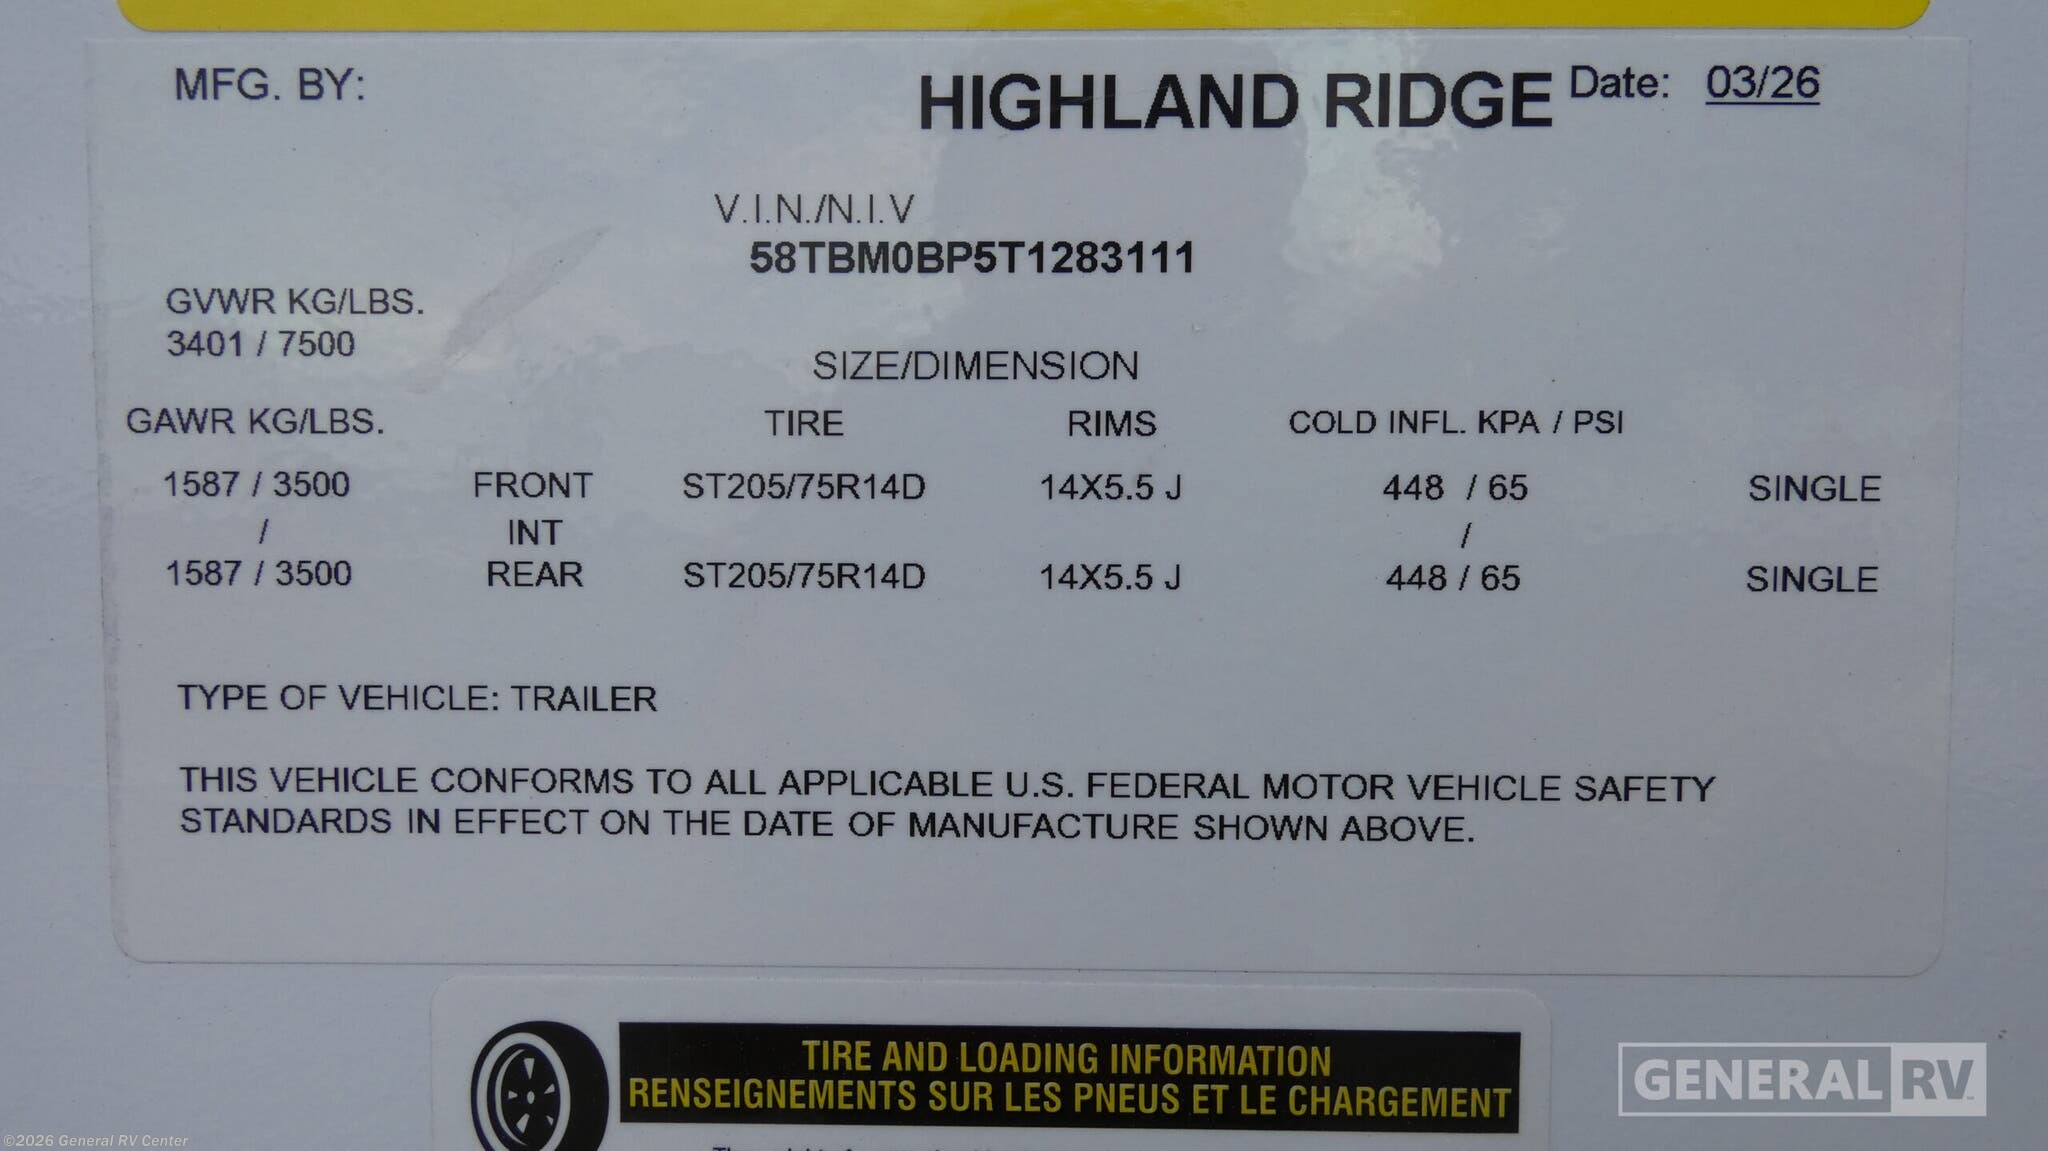 MFG. BY: HIGHLAND RIDGE Date: 03/26
V.I.N./N.I.V
58TBM0BP5T1283111
GVWR KG/LBS.
3401 / 7500
SIZE/DIMENSION
GAWR KG/LBS. TIRE RIMS COLD INFL. KPA / PSI
1587 / 3500 FRONT ST205/75R14D 14X5.5 J 448 / 65 SINGLE
/ INT /
1587 / 3500 REAR ST205/75R14D 14X5.5 J 448 / 65 SINGLE
TYPE OF VEHICLE: TRAILER
THIS VEHICLE CONFORMS TO ALL APPLICABLE U.S. FEDERAL MOTOR VEHICLE SAFETY
STANDARDS IN EFFECT ON THE DATE OF MANUFACTURE SHOWN ABOVE.
TIRE AND LOADING INFORMATION
RENSEIGNEMENTS SUR LES PNEUS ET LE CHARGEMENT
GENERAL RV
©2026 General RV Center